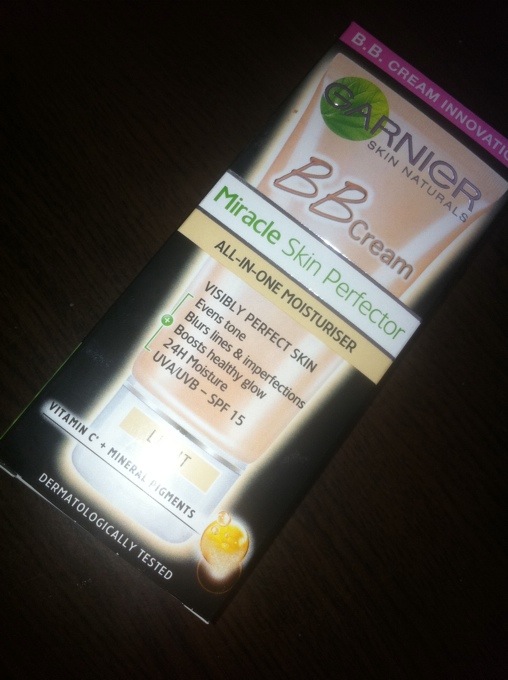 B.B. CREAM INNOVATIO
GARNIER
SKIN NATURALS
BB Cream
Miracle Skin Perfector
ALL-IN-ONE MOISTURISER
VISIBLY PERFECT SKIN
Evens tone
Blurs lines & imperfections
Boosts healthy glow
24H Moisture
UVA/UVB – SPF 15
VITAMIN C* + MINERAL PIGMENTS
DERMATOLOGICALLY TESTED